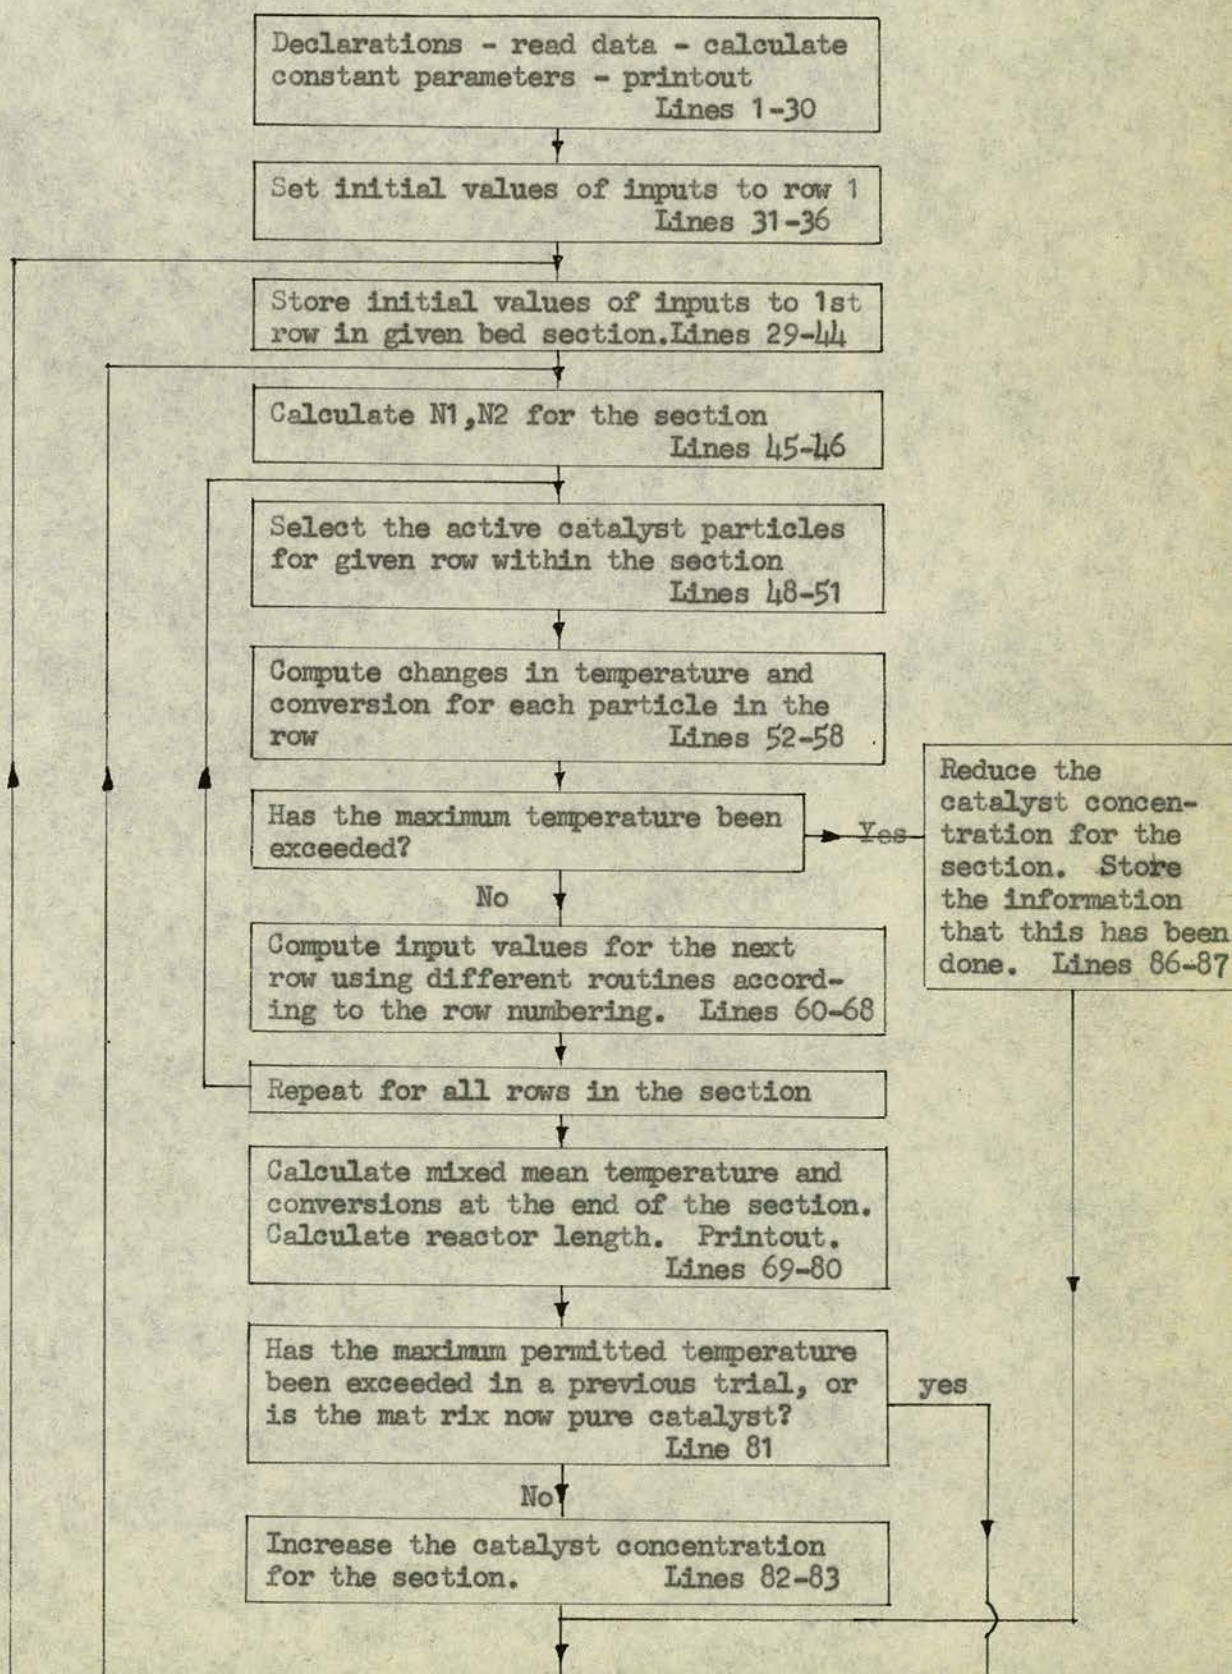 Declarations - read data - calculate
constant parameters - printout
Lines 1-30
Set initial values of inputs to row 1
Lines 31-36
Store initial values of inputs to 1st
row in given bed section.Lines 29-44
Calculate N1,N2 for the section
Lines 45-46
Select the active catalyst particles
for given row within the section
Lines 48-51
Compute changes in temperature and
conversion for each particle in the
row Lines 52-58
Has the maximum temperature been
exceeded?
Yes
Reduce the
catalyst concen-
tration for the
section. Store
the information
that this has been
done. Lines 86-87
No
Compute input values for the next
row using different routines accord-
ing to the row numbering. Lines 60-68
Repeat for all rows in the section
Calculate mixed mean temperature and
conversions at the end of the section.
Calculate reactor length. Printout.
Lines 69-80
Has the maximum permitted temperature
been exceeded in a previous trial, or
is the mat rix now pure catalyst?
Line 81
yes
No
Increase the catalyst concentration
for the section. Lines 82-83